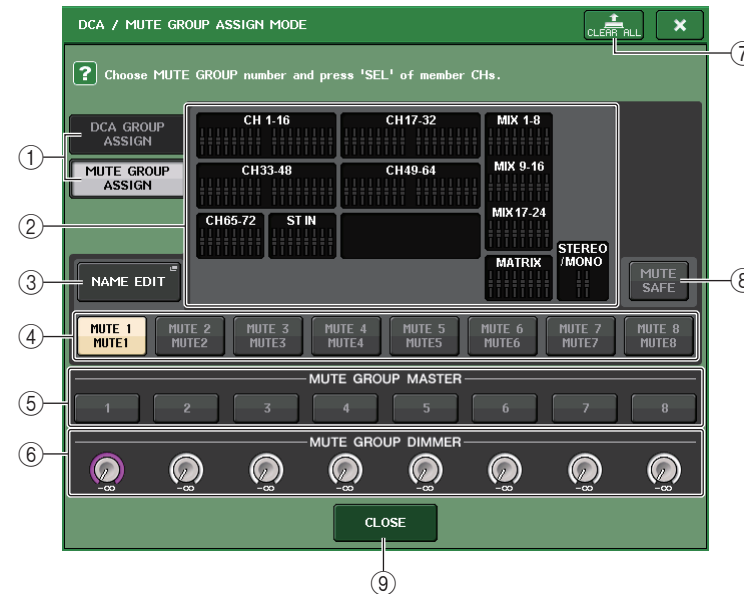 DCA / MUTE GROUP ASSIGN MODE
CLEAR ALL
7
? Choose MUTE GROUP number and press 'SEL' of member CHs.
1
DCA GROUP
ASSIGN
MUTE GROUP
ASSIGN
2
CH 1-16
CH17-32
MIX 1-8
CH33-48
CH49-64
MIX 9-16
CH65-72
ST IN
MIX17-24
MATRIX
STEREO
/MONO
3
NAME EDIT
MUTE
SAFE
8
4
MUTE 1
MUTE1
MUTE 2
MUTE2
MUTE 3
MUTE3
MUTE 4
MUTE4
MUTE 5
MUTE5
MUTE 6
MUTE6
MUTE 7
MUTE7
MUTE 8
MUTE8
5
MUTE GROUP MASTER
1
2
3
4
5
6
7
8
6
MUTE GROUP DIMMER
-∞
-∞
-∞
-∞
-∞
-∞
-∞
-∞
CLOSE
9